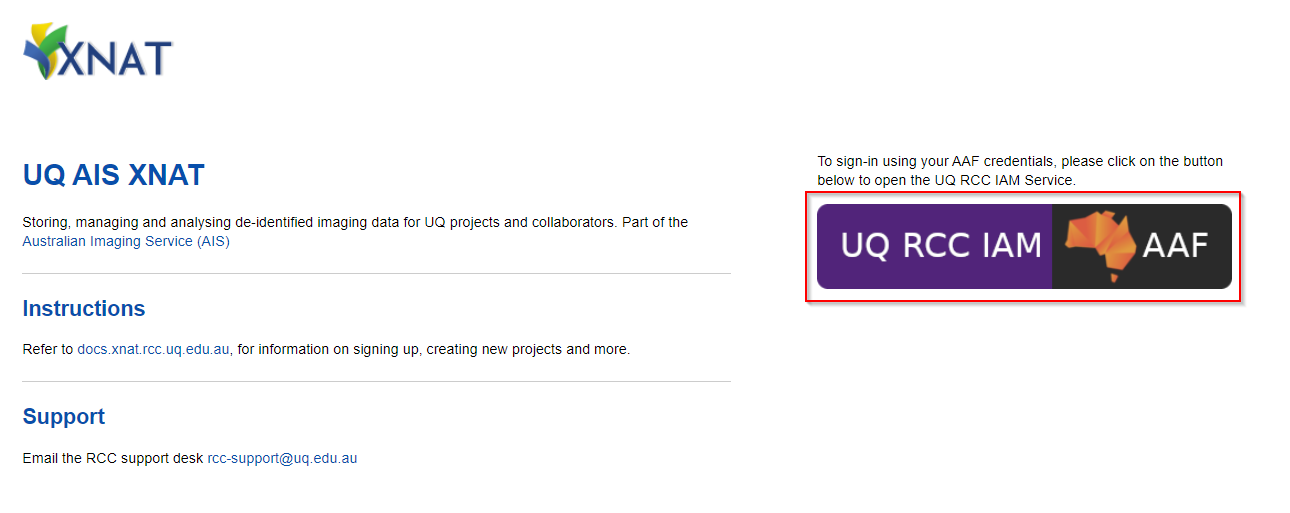 XNAT
UQ AIS XNAT
Storing, managing and analysing de-identified imaging data for UQ projects and collaborators. Part of the
Australian Imaging Service (AIS)
Instructions
Refer to docs.xnat.rcc.uq.edu.au, for information on signing up, creating new projects and more.
Support
Email the RCC support desk rcc-support@uq.edu.au
To sign-in using your AAF credentials, please click on the button
below to open the UQ RCC IAM Service.
UQ RCC IAM AAF